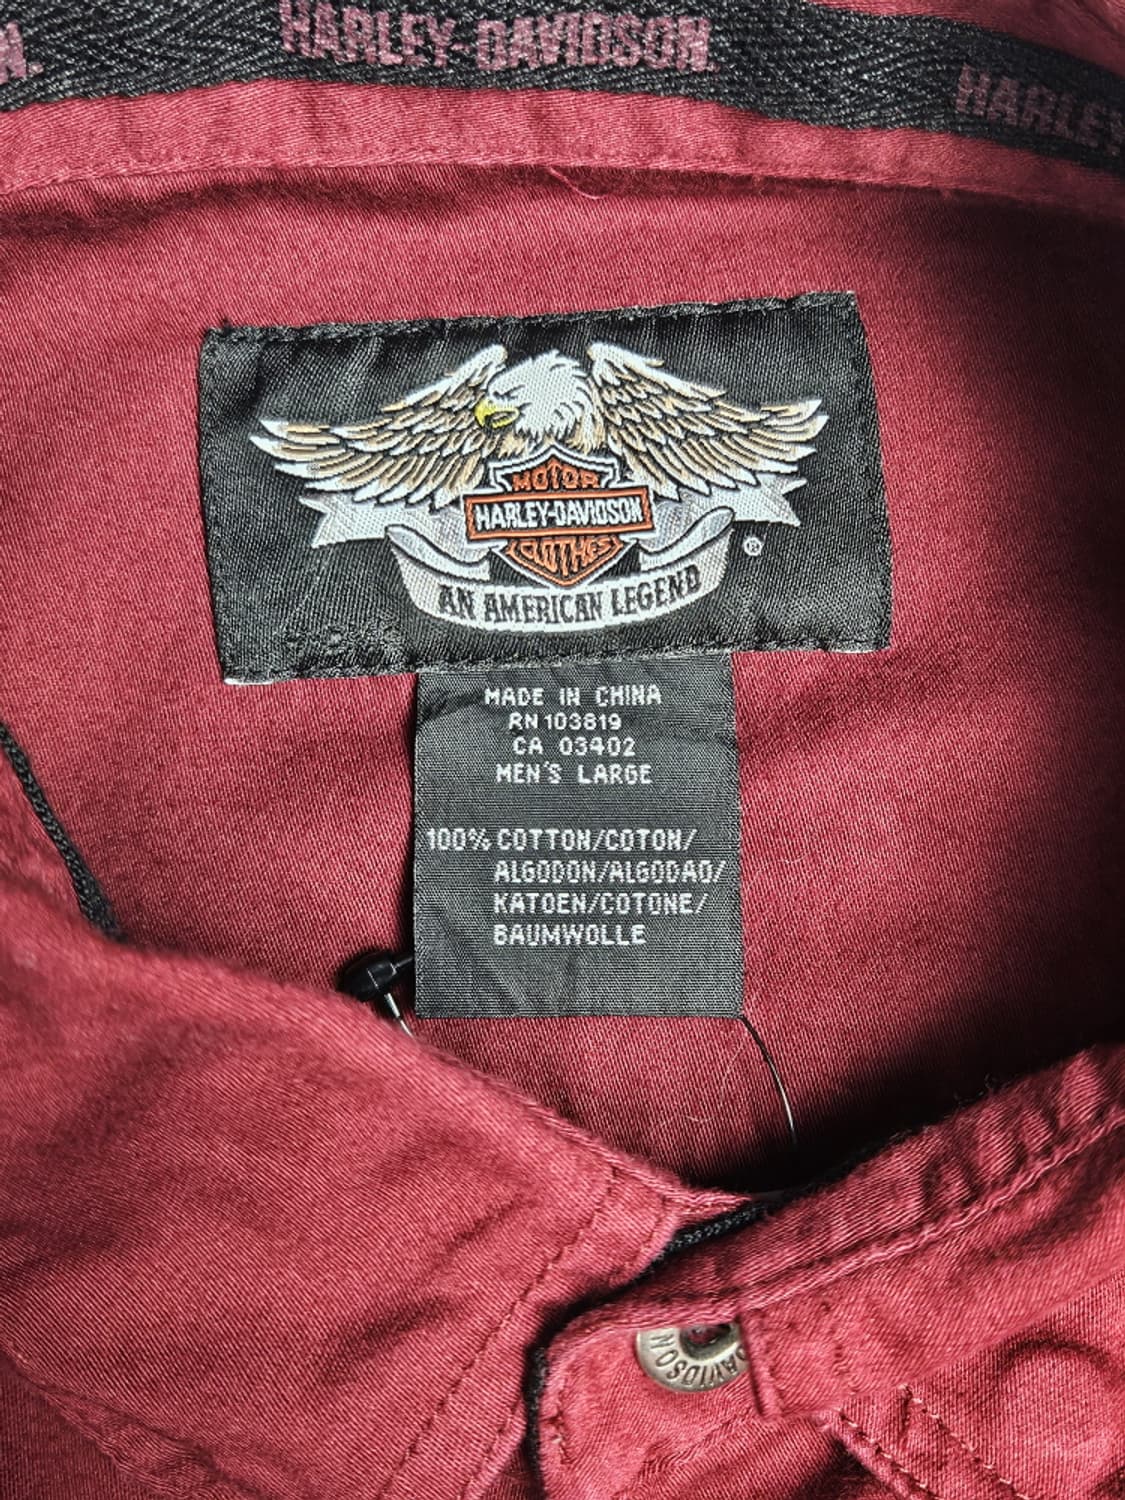 N.
HARLEY-DAVIDSON
HARLEY
MOTOR
HARLEY-DAVIDSON
CLOTHES
®
AN AMERICAN LEGEND
MADE IN CHINA
RN 103819
CA 03402
MEN'S LARGE
100% COTTON/COTON/
ALGODON/ALGODAO/
KATOEN/COTONE/
BAUMWOLLE
DAVIDSON